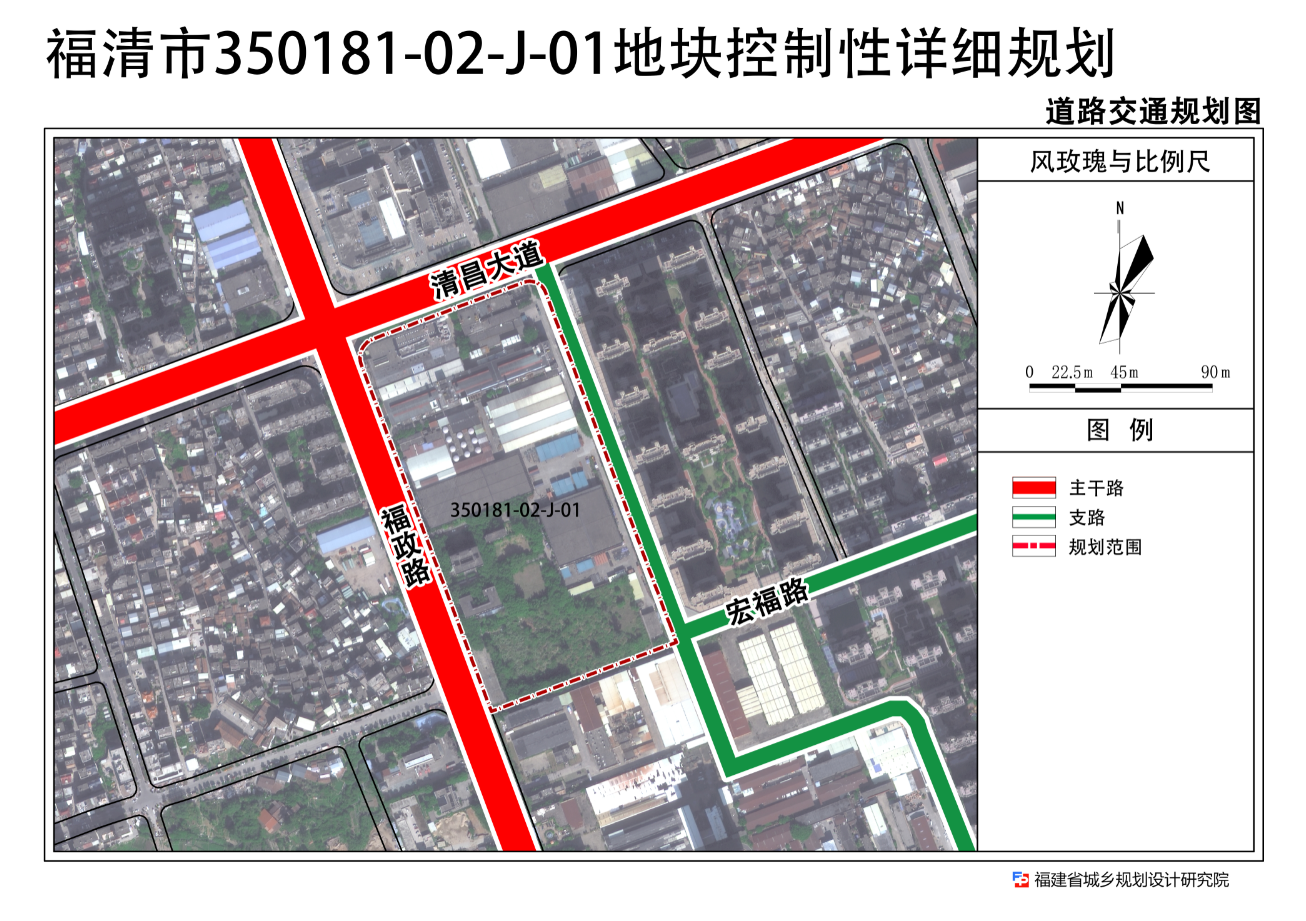 福清市350181-02-J-01地块控制性详细规划
道路交通规划图
风玫瑰与比例尺
N
0 22.5m 45m 90m
图 例
主干路
支路
规划范围
清昌大道
350181-02-J-01
福政路
宏福路
福建省城乡规划设计研究院